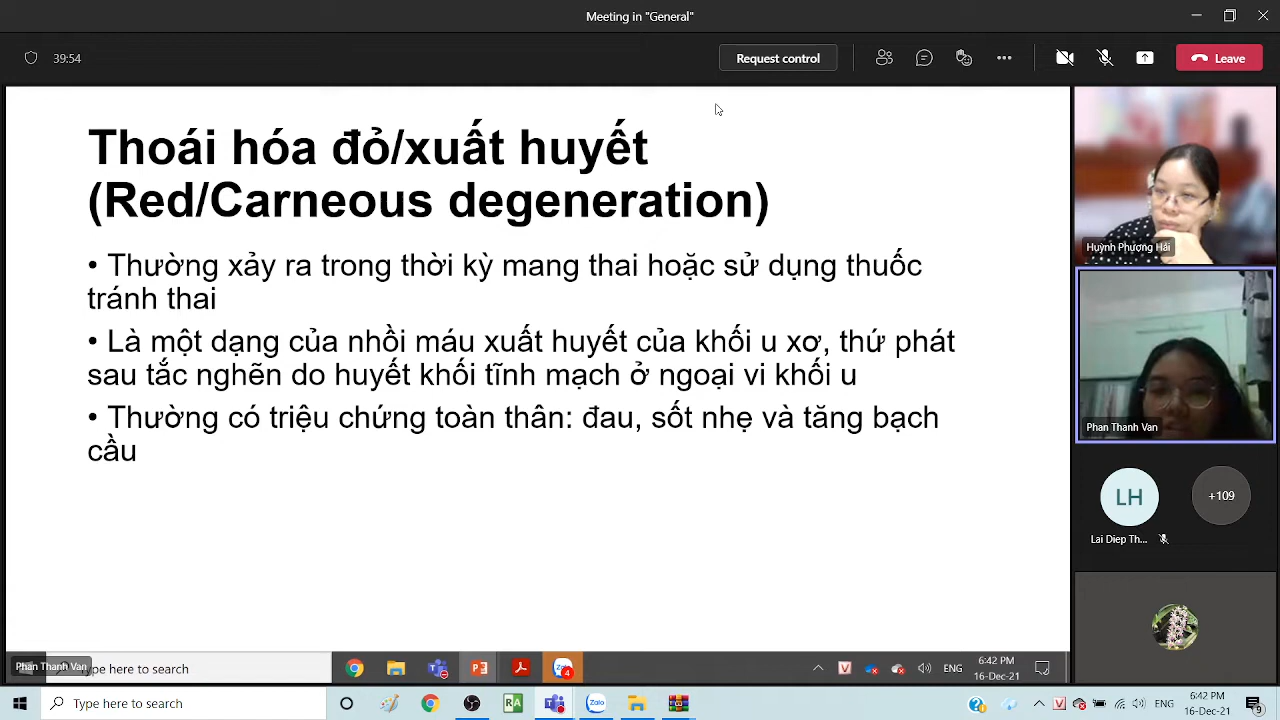 Meeting in "General"
39:54
Request control
Leave
Thoái hóa đỏ/xuất huyết
(Red/Carneous degeneration)
• Thường xảy ra trong thời kỳ mang thai hoặc sử dụng thuốc
tránh thai
• Là một dạng của nhồi máu xuất huyết của khối u xơ, thứ phát
sau tắc nghẽn do huyết khối tĩnh mạch ở ngoại vi khối u
• Thường có triệu chứng toàn thân: đau, sốt nhẹ và tăng bạch
cầu
Huỳnh Phượng Hải
Phan Thanh Van
LH
+109
Lai Diep Th...
Phan Thanh Van
ype here to search
4
V
ENG
6:42 PM
16-Dec-21
Type here to search
RA
Zalo
V
ENG
6:42 PM
16-Dec-21
9